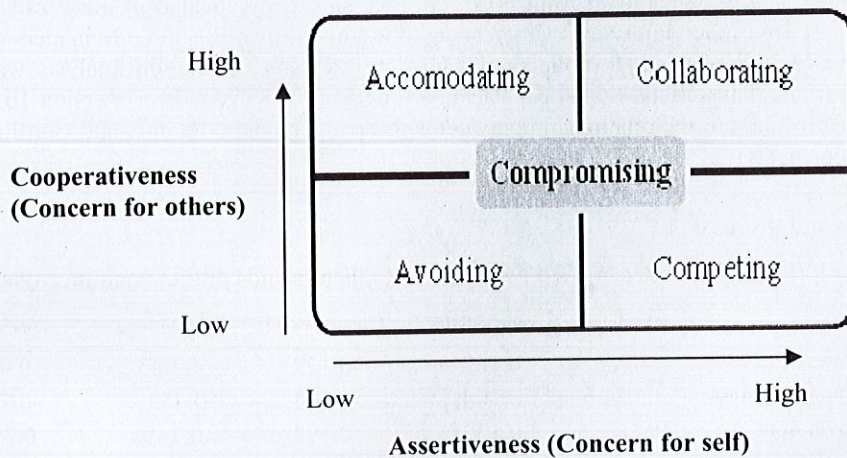 High
Accomodating
Collaborating
Cooperativeness
(Concern for others)
Compromising
Avoiding
Competing
Low
Low
High
Assertiveness (Concern for self)